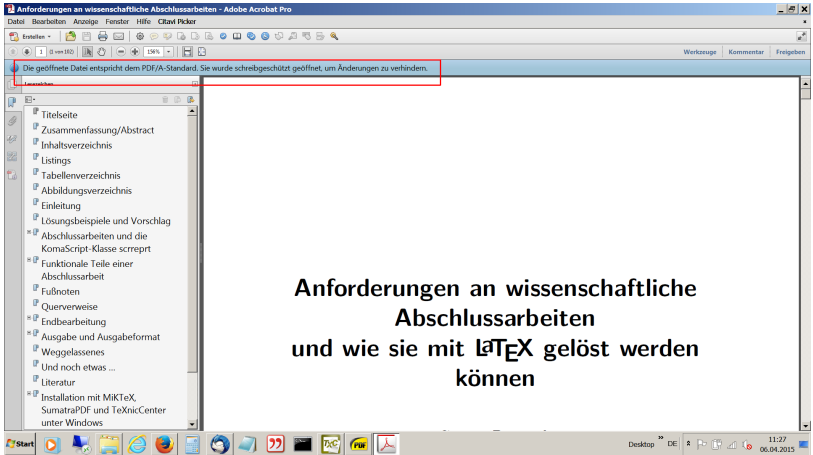 Anforderungen an wissenschaftliche Abschlussarbeiten - Adobe Acrobat Pro
Datei Bearbeiten Anzeige Fenster Hilfe Citavi Picker
Erstellen
1 (1 von 102) 156%
Werkzeuge Kommentar Freigeben
Die geöffnete Datei entspricht dem PDF/A-Standard. Sie wurde schreibgeschützt geöffnet, um Änderungen zu verhindern.
Lesezeichen
Titelseite
Zusammenfassung/Abstract
Inhaltsverzeichnis
Listings
Tabellenverzeichnis
Abbildungsverzeichnis
Einleitung
Lösungsbeispiele und Vorschlag
Abschlussarbeiten und die
KomaScript-Klasse scrreprt
Funktionale Teile einer
Abschlussarbeit
Fußnoten
Querverweise
Endbearbeitung
Ausgabe und Ausgabeformat
Weggelassenes
Und noch etwas ...
Literatur
Installation mit MiKTeX,
SumatraPDF und TeXnicCenter
unter Windows
Anforderungen an wissenschaftliche
Abschlussarbeiten
und wie sie mit LaTEX gelöst werden
können
Start
TXC
Desktop » DE
11:27
06.04.2015